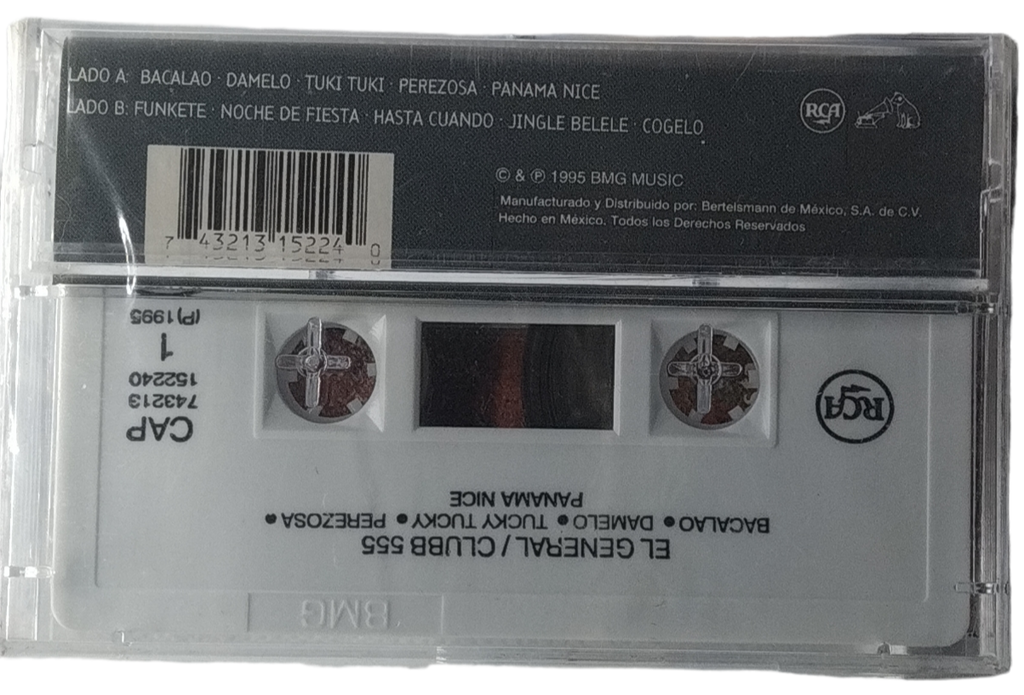 LADO A: BACALAO · DAMELO · TUKI TUKI · PEREZOSA · PANAMA NICE
LADO B: FUNKETE · NOCHE DE FIESTA · HASTA CUANDO · JINGLE BELELE · COGELO
RCA
© & ℗ 1995 BMG MUSIC
Manufacturado y Distribuido por: Bertelsmann de México, S.A. de C.V.
Hecho en México. Todos los Derechos Reservados
7 43213 15224 0
BMG
EL GENERAL / CLUBB 555
BACALAO ● DAMELO ● TUCKY TUCKY ● PEREZOSA ●
PANAMA NICE
RCA
CAP
743213
152240
1
(P)1995